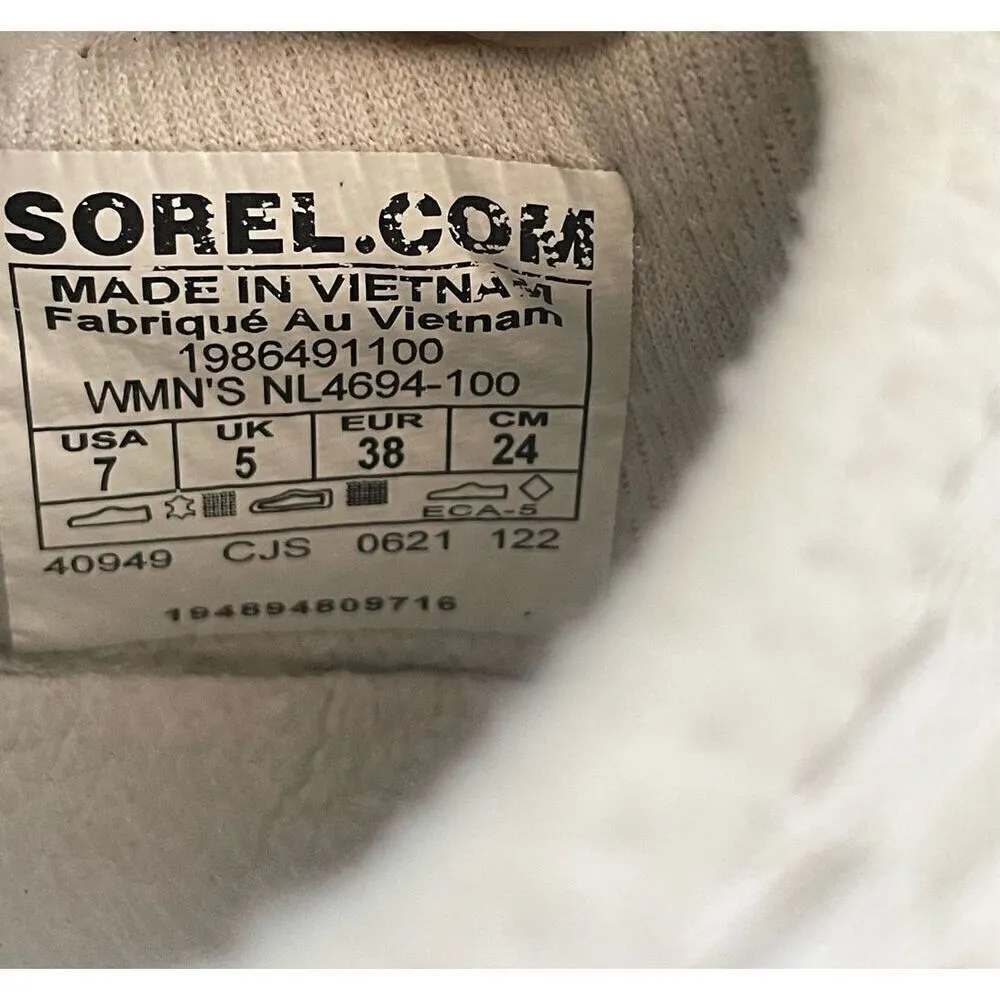 SOREL.COM
MADE IN VIETNAM
Fabriqué Au Vietnam
1986491100
WMN'S NL4694-100
USA UK EUR CM
7 5 38 24
ECA-5
40949 CJS 0621 122
194894809716